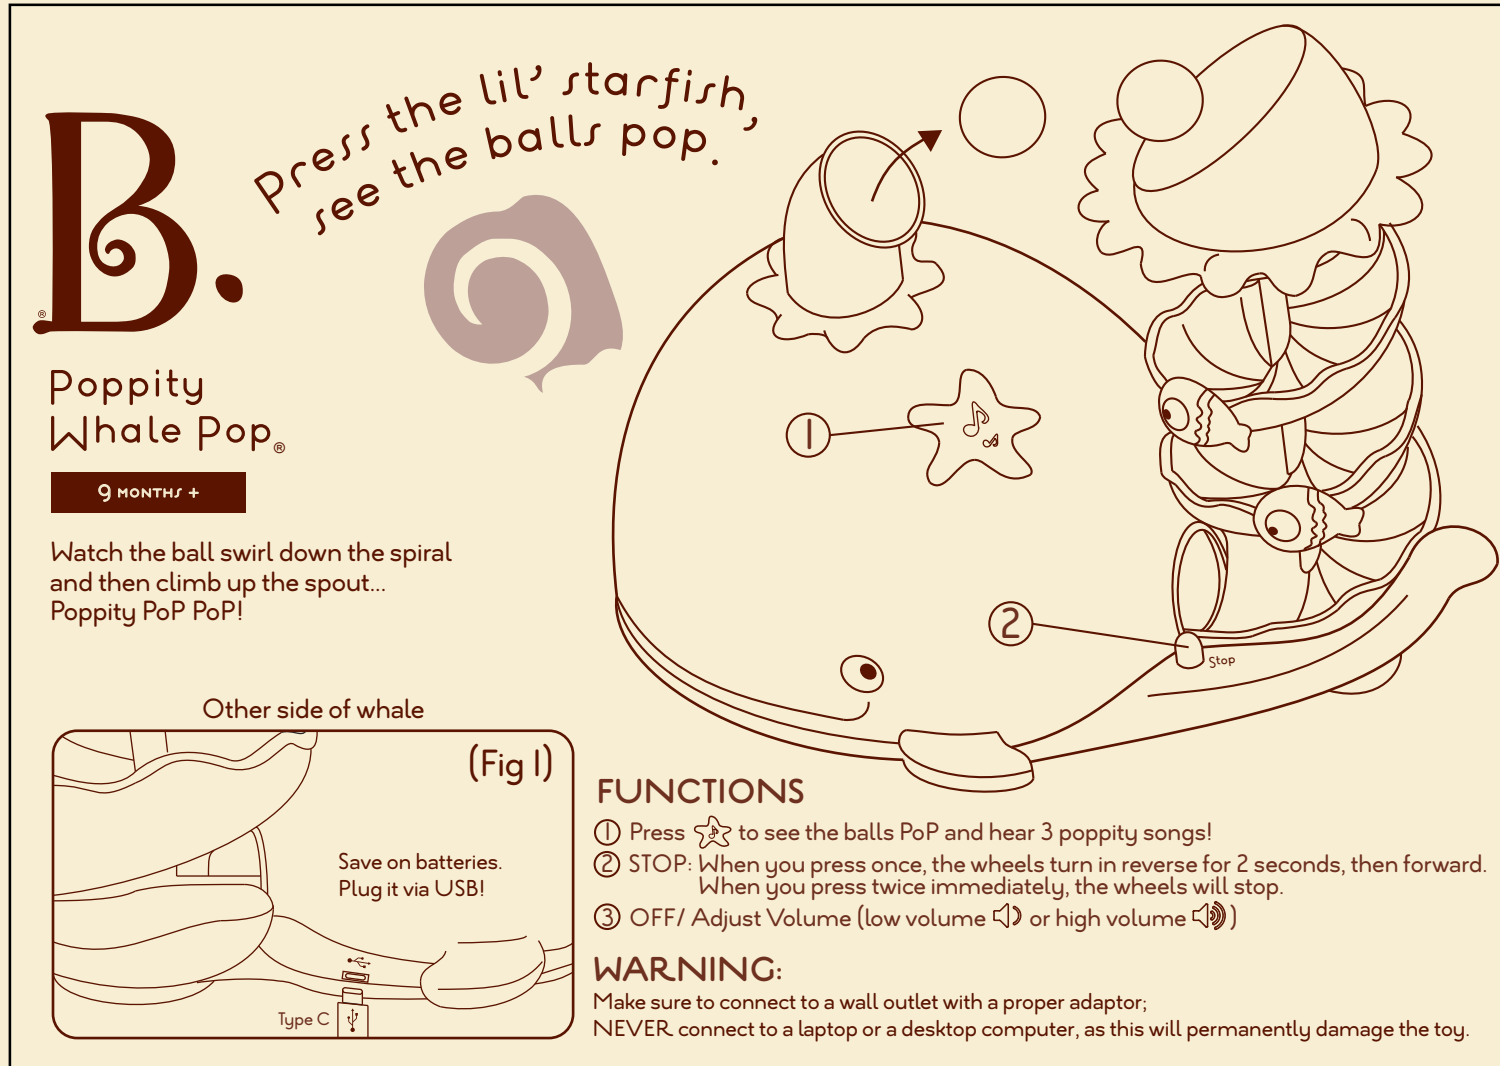 Press the lil' starfish,
see the balls pop.
B.
®
Poppity
Whale Pop®
9 MONTHS +
Watch the ball swirl down the spiral
and then climb up the spout...
Poppity PoP PoP!
1
2
Stop
Other side of whale
(Fig 1)
Save on batteries.
Plug it via USB!
Type C
FUNCTIONS
1 Press to see the balls PoP and hear 3 poppity songs!
2 STOP: When you press once, the wheels turn in reverse for 2 seconds, then forward.
When you press twice immediately, the wheels will stop.
3 OFF/ Adjust Volume (low volume or high volume )
WARNING:
Make sure to connect to a wall outlet with a proper adaptor;
NEVER connect to a laptop or a desktop computer, as this will permanently damage the toy.